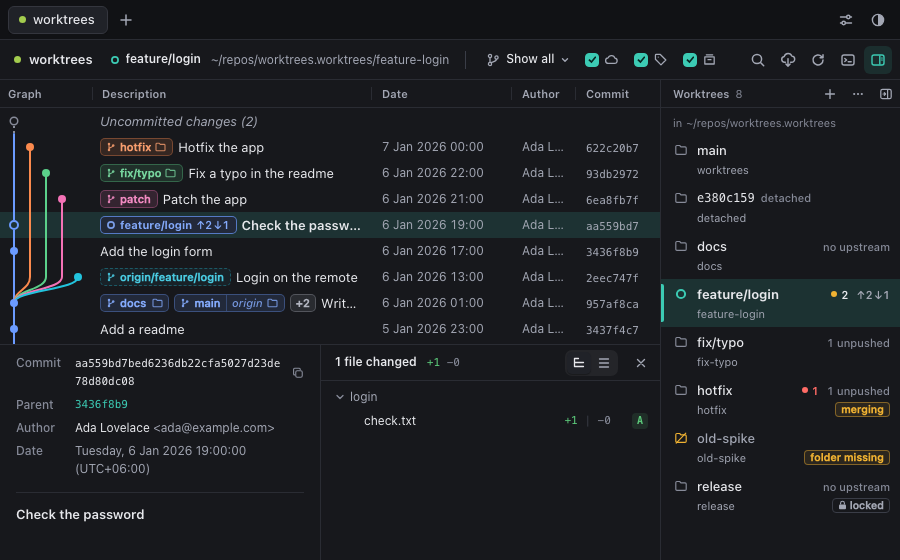 worktrees
worktrees feature/login ~/repos/worktrees.worktrees/feature-login Show all
Graph Description Date Author Commit
Uncommitted changes (2)
hotfix Hotfix the app 7 Jan 2026 00:00 Ada L... 622c20b7
fix/typo Fix a typo in the readme 6 Jan 2026 22:00 Ada L... 93db2972
patch Patch the app 6 Jan 2026 21:00 Ada L... 6ea8fb7f
feature/login ↑2↓1 Check the passw... 6 Jan 2026 19:00 Ada L... aa559bd7
Add the login form 6 Jan 2026 17:00 Ada L... 3436f8b9
origin/feature/login Login on the remote 6 Jan 2026 13:00 Ada L... 2eec747f
docs main origin +2 Writ... 6 Jan 2026 01:00 Ada L... 957af8ca
Add a readme 5 Jan 2026 23:00 Ada L... 3437f4c7
Commit aa559bd7bed6236db22cfa5027d23de
78d80dc08
Parent 3436f8b9
Author Ada Lovelace <ada@example.com>
Date Tuesday, 6 Jan 2026 19:00:00
(UTC+06:00)
Check the password
1 file changed +1 −0
login
check.txt +1 | −0 A
Worktrees 8
in ~/repos/worktrees.worktrees
main
worktrees
e380c159 detached
detached
docs no upstream
docs
feature/login 2 ↑2↓1
feature-login
fix/typo 1 unpushed
fix-typo
hotfix 1 1 unpushed
hotfix merging
old-spike
old-spike folder missing
release no upstream
release locked